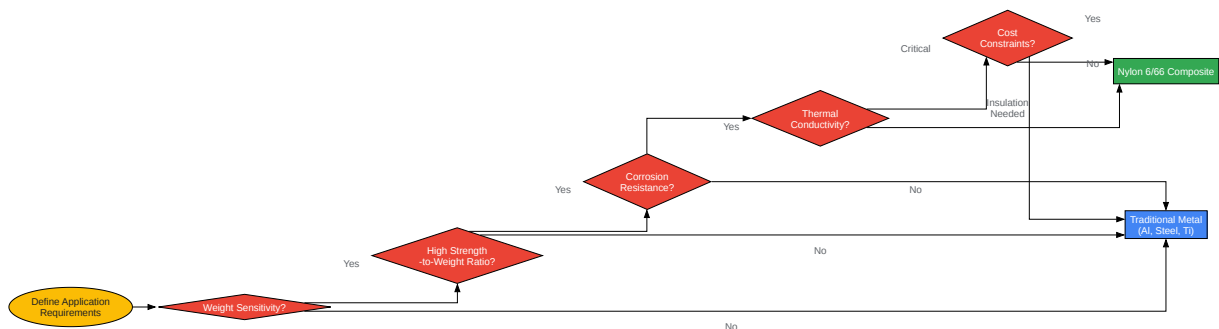 Cost
Constraints?
Yes
Critical
No
Nylon 6/66 Composite
Insulation
Needed
Thermal
Conductivity?
Yes
Corrosion
Resistance?
Yes
No
Traditional Metal
(Al, Steel, Ti)
High Strength
-to-Weight Ratio?
Yes
No
Define Application
Requirements
Weight Sensitivity?
No